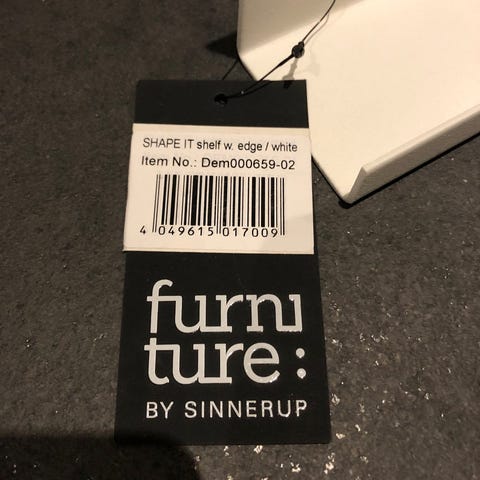 SHAPE IT shelf w. edge / white
Item No.: Dem000659-02
4 049615 017009
furni
ture:
BY SINNERUP